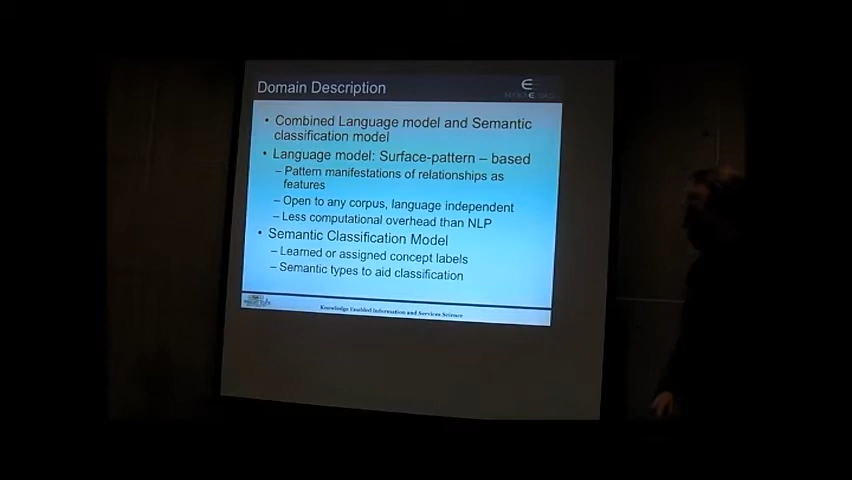 Domain Description
• Combined Language model and Semantic
classification model
• Language model: Surface-pattern – based
– Pattern manifestations of relationships as
features
– Open to any corpus, language independent
– Less computational overhead than NLP
• Semantic Classification Model
– Learned or assigned concept labels
– Semantic types to aid classification
Knowledge Enabled Information and Services Science